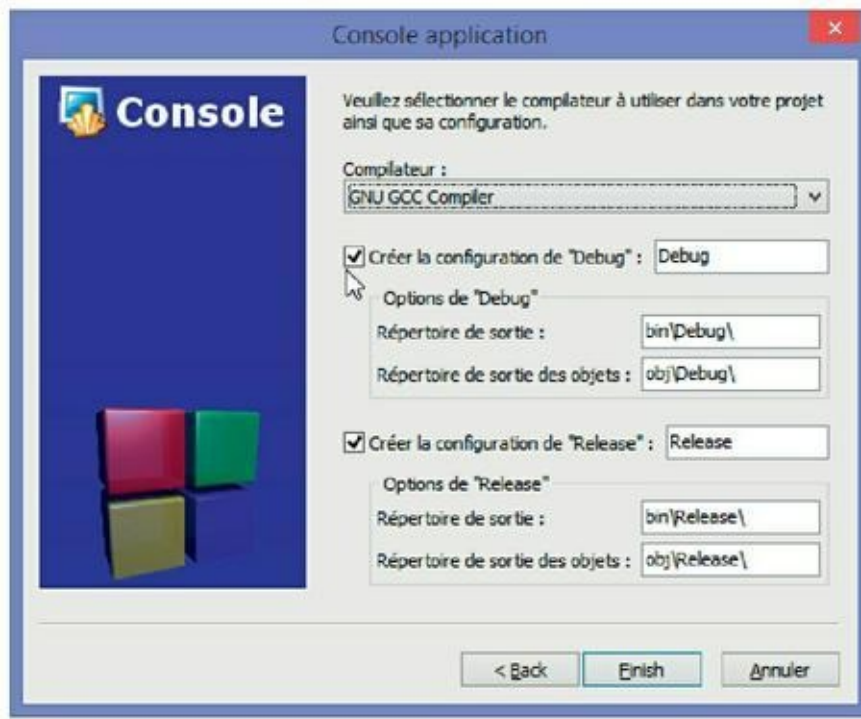 Console application
Console
Veuillez sélectionner le compilateur à utiliser dans votre projet
ainsi que sa configuration.
Compilateur :
GNU GCC Compiler
Créer la configuration de "Debug" : Debug
Options de "Debug"
Répertoire de sortie : bin\Debug\
Répertoire de sortie des objets : obj\Debug\
Créer la configuration de "Release" : Release
Options de "Release"
Répertoire de sortie : bin\Release\
Répertoire de sortie des objets : obj\Release\
< Back Finish Annuler